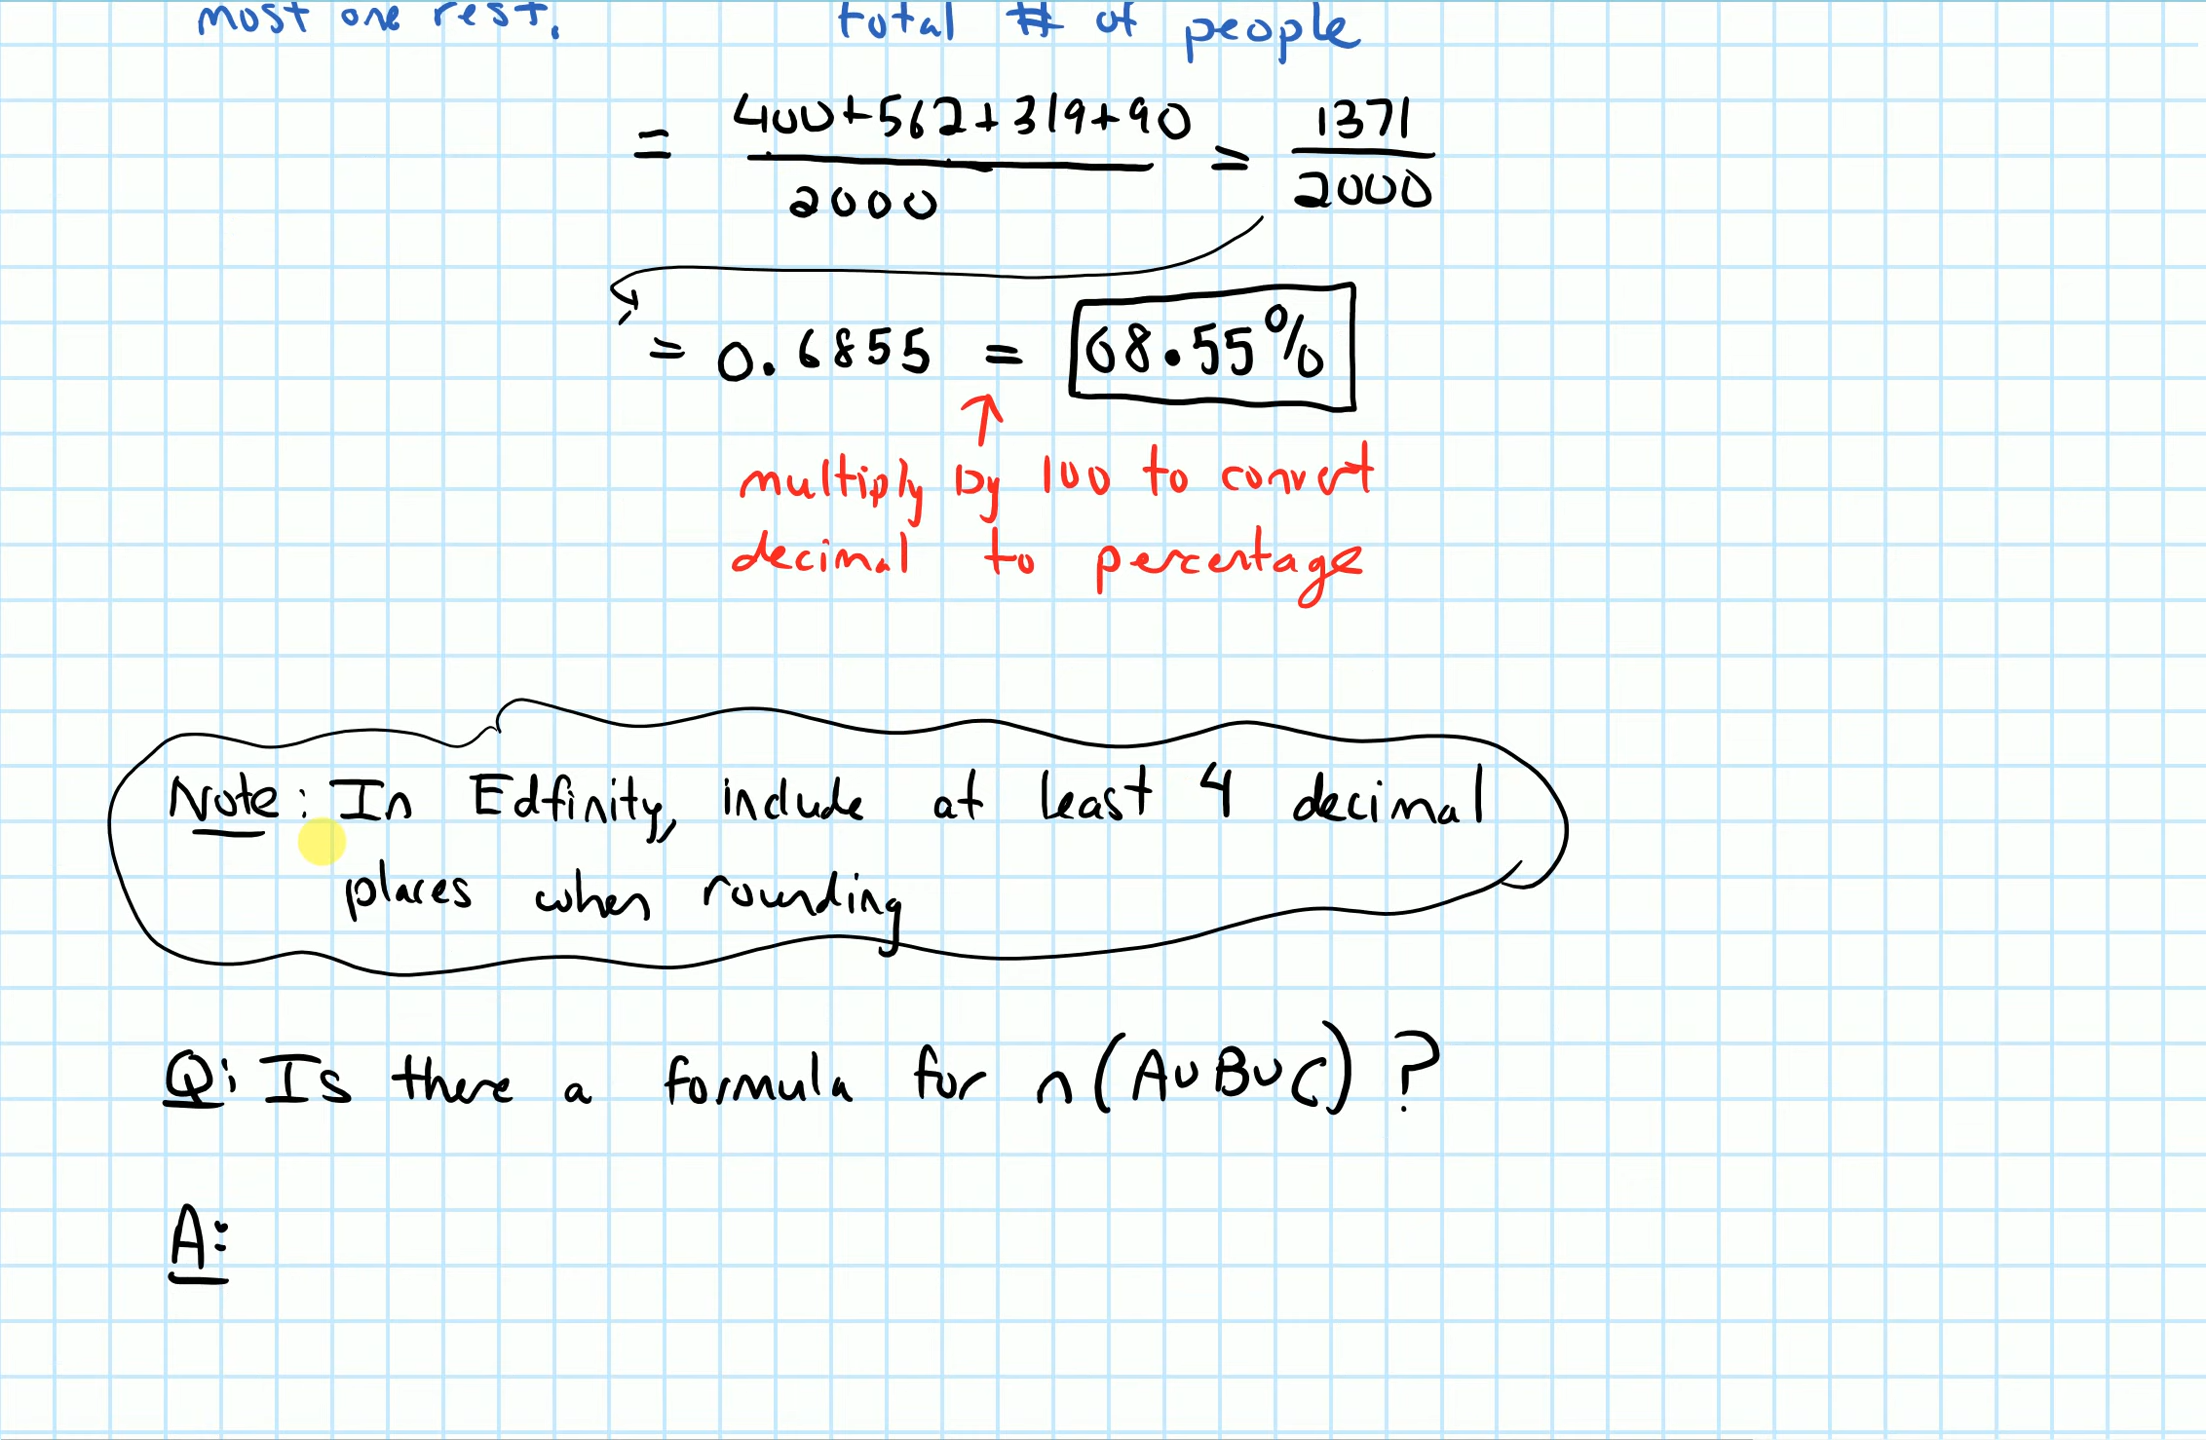 most one rest. total # of people
= 400+562+319+90 / 2000 = 1371 / 2000
= 0.6855 = 68.55%
multiply by 100 to convert
decimal to percentage
Note: In Edfinity, include at least 4 decimal
places when rounding
Q: Is there a formula for n(A∪B∪C)?
A: